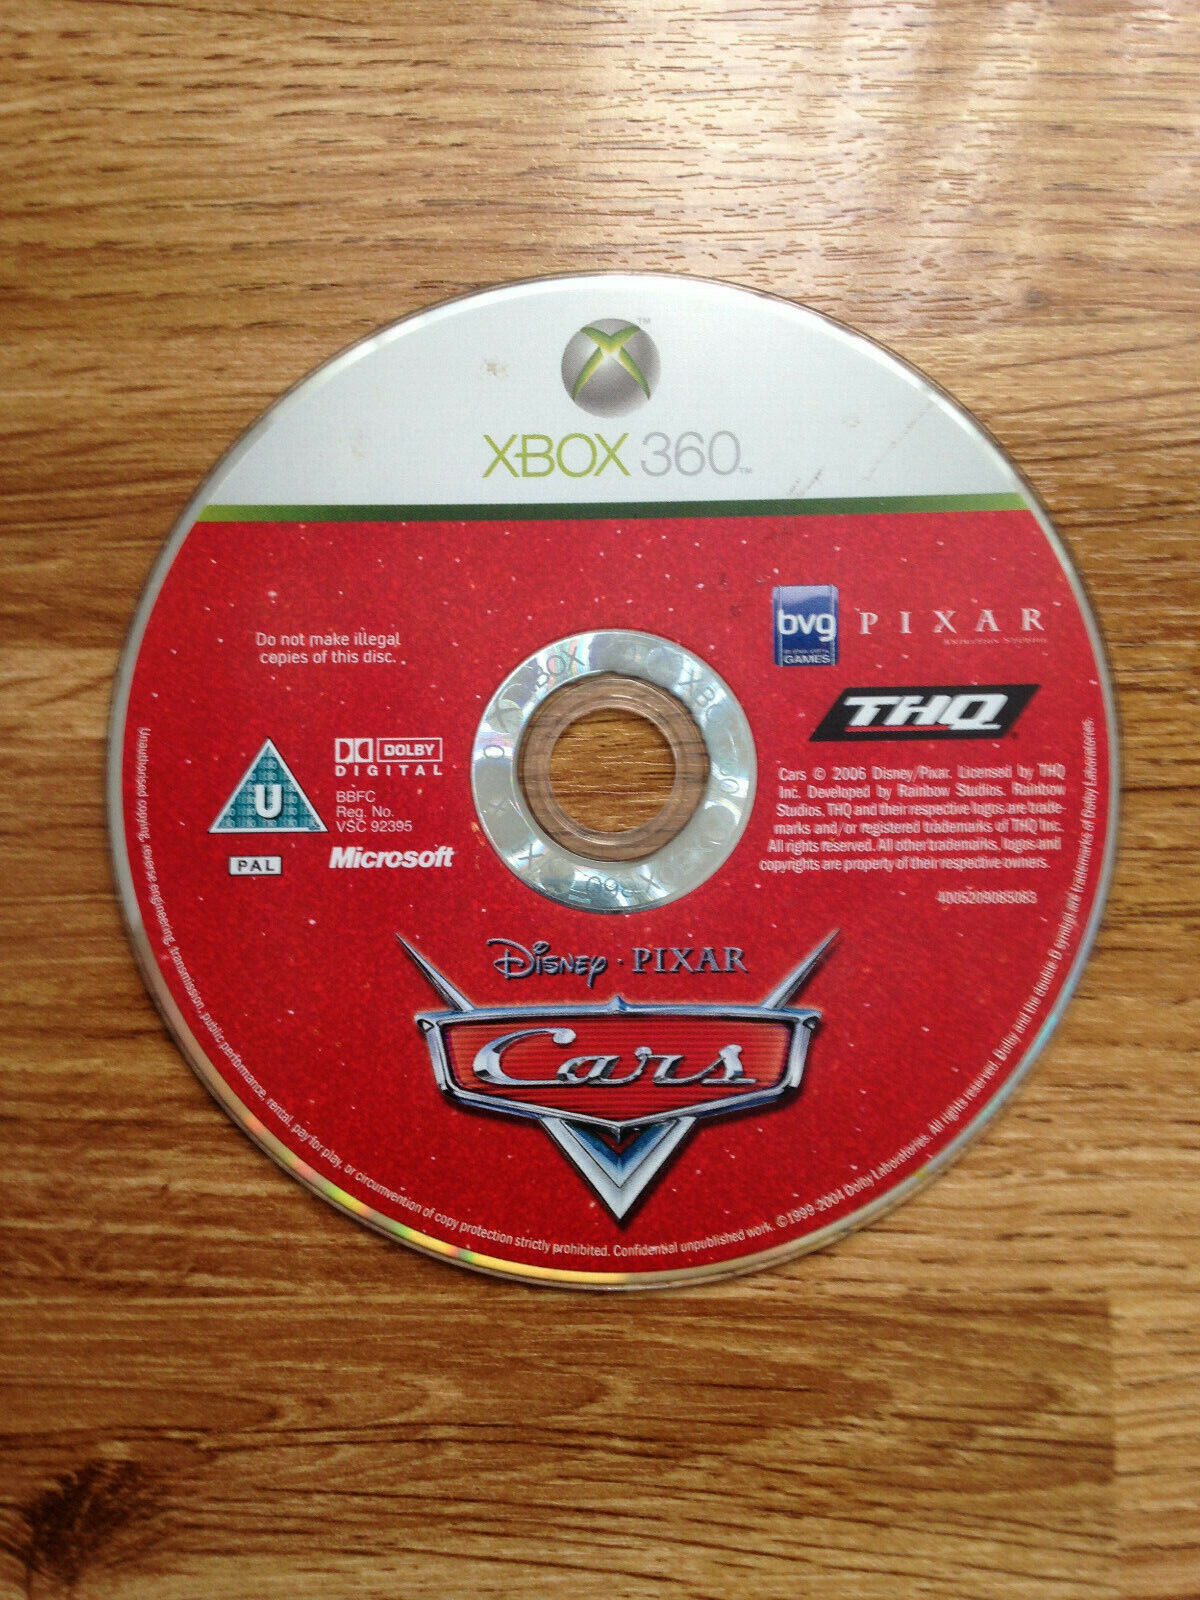 XBOX 360™
Do not make illegal
copies of this disc.
bvg
GAMES
PIXAR
ANIMATION STUDIOS
THQ
U
DOLBY
DIGITAL
BBFC
Reg. No.
VSC 92395
PAL
Microsoft
Cars © 2006 Disney/Pixar. Licensed by THQ
Inc. Developed by Rainbow Studios. Rainbow
Studios, THQ and their respective logos are trade-
marks and/or registered trademarks of THQ Inc.
All rights reserved. All other trademarks, logos and
copyrights are property of their respective owners.
4005209085083
Disney · PIXAR
Cars
Unauthorised copying, reverse engineering, transmission, public performance, rental, pay for play, or circumvention of copy protection strictly prohibited. Confidential unpublished work. ©1999-2004 Dolby Laboratories. All rights reserved. Dolby and the double-D symbol are trademarks of Dolby Laboratories.